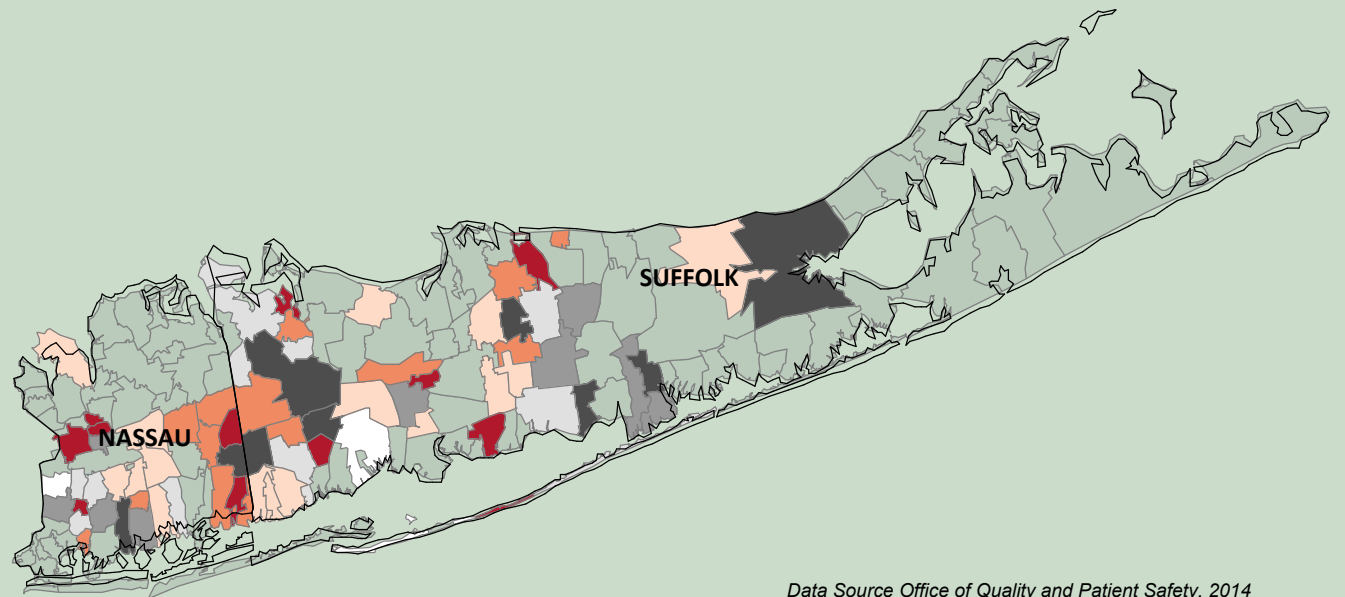 SUFFOLK
NASSAU
Data Source Office of Quality and Patient Safety, 2014